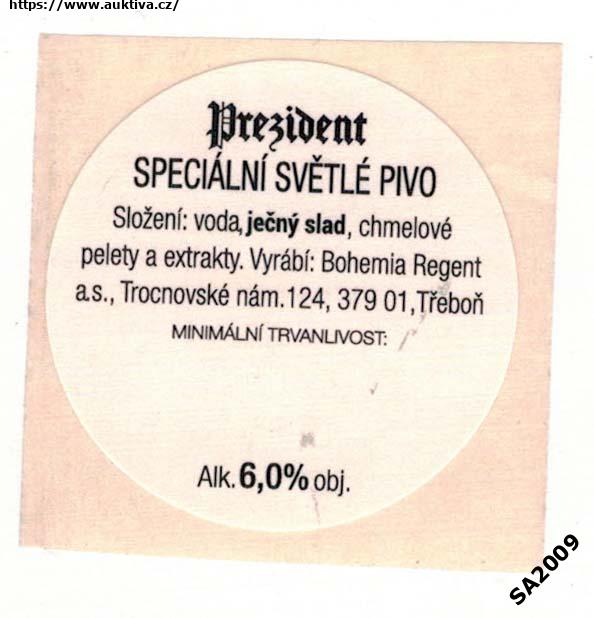 https://www.auktiva.cz/
Prezident
SPECIÁLNÍ SVĚTLÉ PIVO
Složení: voda, ječný slad, chmelové
pelety a extrakty. Vyrábí: Bohemia Regent
a.s., Trocnovské nám.124, 379 01,Třeboň
MINIMÁLNÍ TRVANLIVOST:
Alk. 6,0% obj.
SA2009